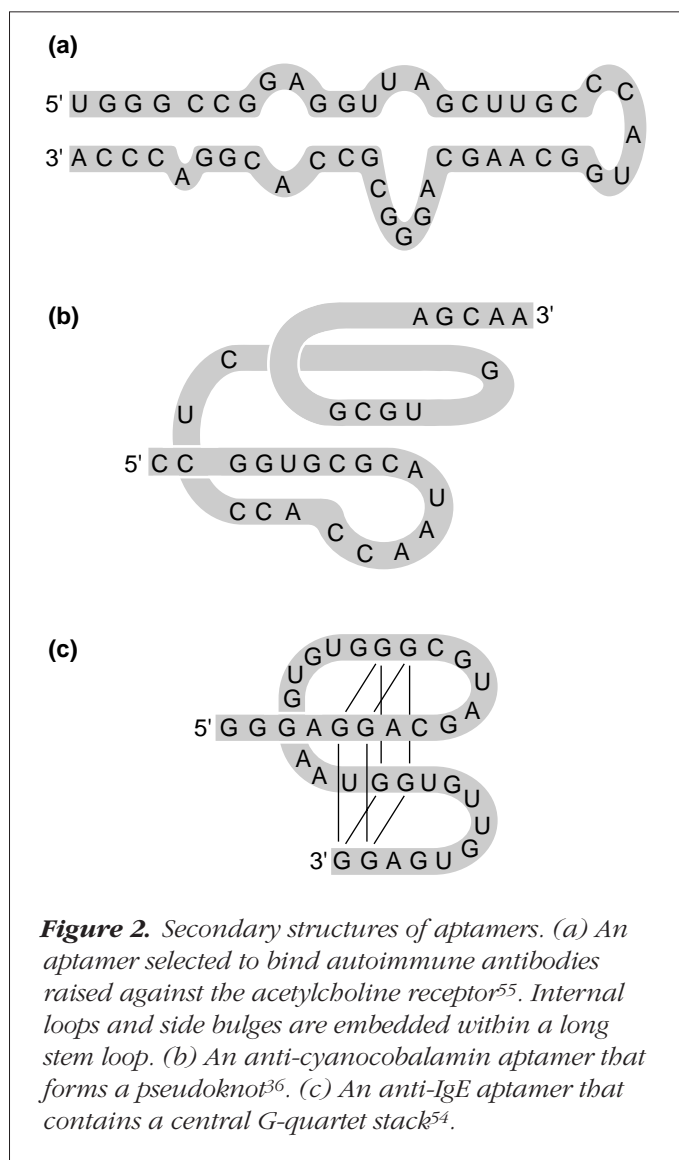 (a)
5' U G G G C C G G A G G U U A G C U U G C C C A U G
3' A C C C A G G C A C C G C G G G A C G A A C G
(b)
A G C A A 3'
C G
U G C G U
5' C C G G U G C G C A U A A C C A C C
(c)
G U G U G G G C G U A
5' G G G A G G A C G
A A U G G U G U U G
3' G G A G U
Figure 2. Secondary structures of aptamers. (a) An
aptamer selected to bind autoimmune antibodies
raised against the acetylcholine receptor55. Internal
loops and side bulges are embedded within a long
stem loop. (b) An anti-cyanocobalamin aptamer that
forms a pseudoknot36. (c) An anti-IgE aptamer that
contains a central G-quartet stack54.